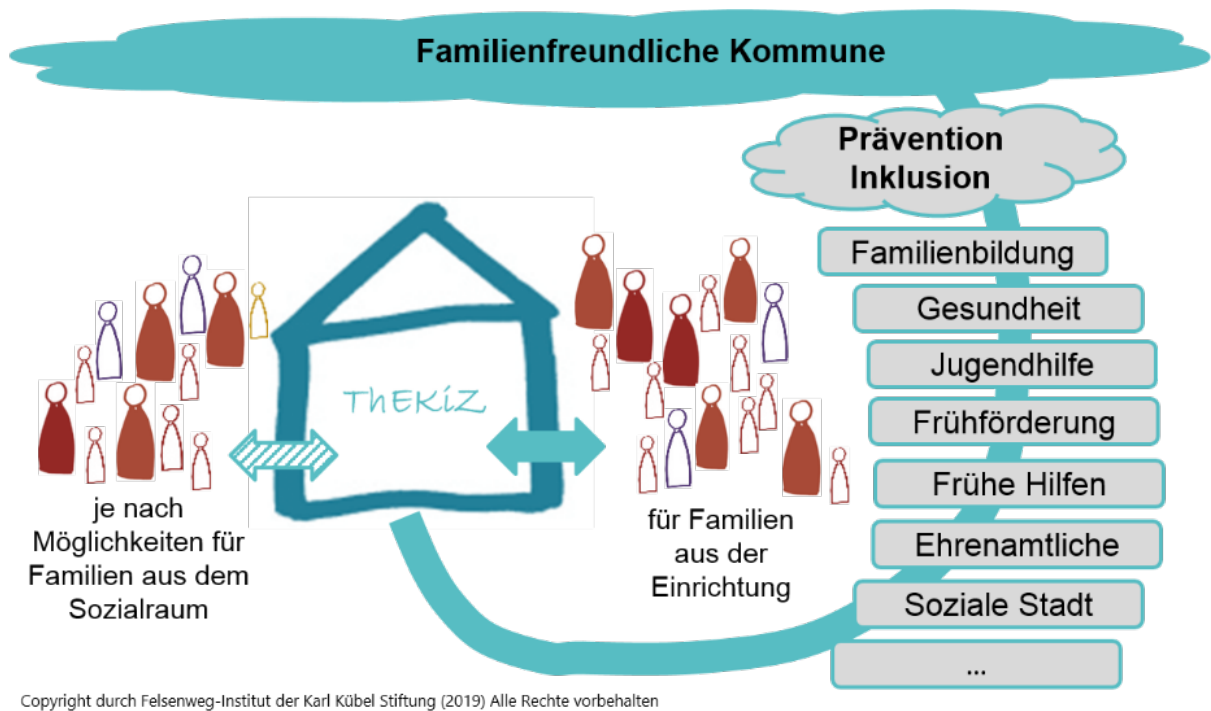 Familienfreundliche Kommune
Prävention
Inklusion
Familienbildung
Gesundheit
Jugendhilfe
Frühförderung
Frühe Hilfen
Ehrenamtliche
Soziale Stadt
...
ThEKiZ
je nach
Möglichkeiten für
Familien aus dem
Sozialraum
für Familien
aus der
Einrichtung
Copyright durch Felsenweg-Institut der Karl Kübel Stiftung (2019) Alle Rechte vorbehalten